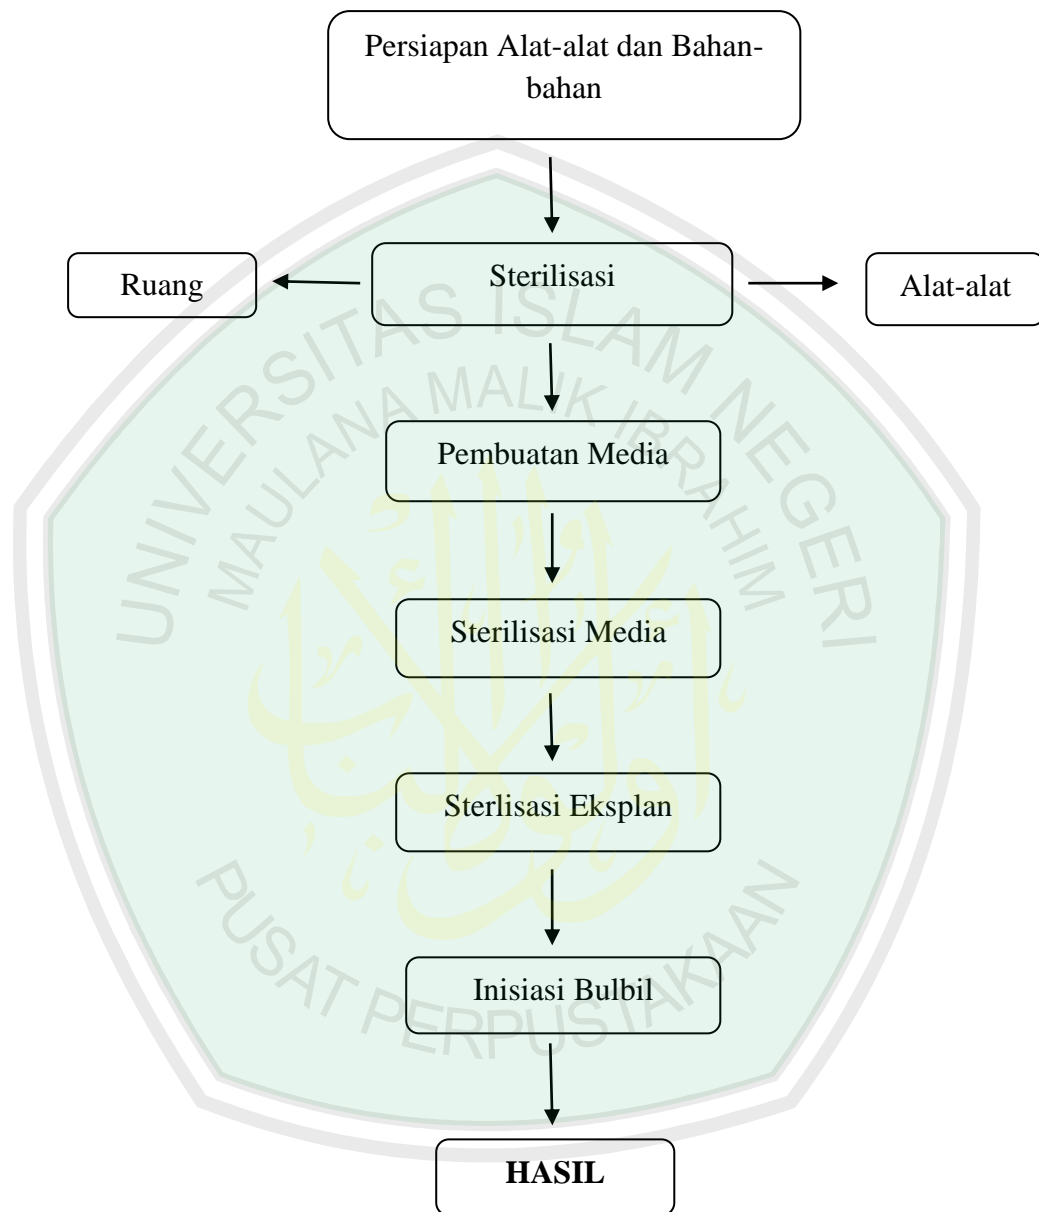 Persiapan Alat-alat dan Bahan-
bahan
Ruang
Sterilisasi
Alat-alat
Pembuatan Media
Sterilisasi Media
Sterlisasi Eksplan
Inisiasi Bulbil
HASIL
UNIVERSITAS ISLAM NEGERI
MAULANA MALIK IBRAHIM
PUSAT PERPUSTAKAAN